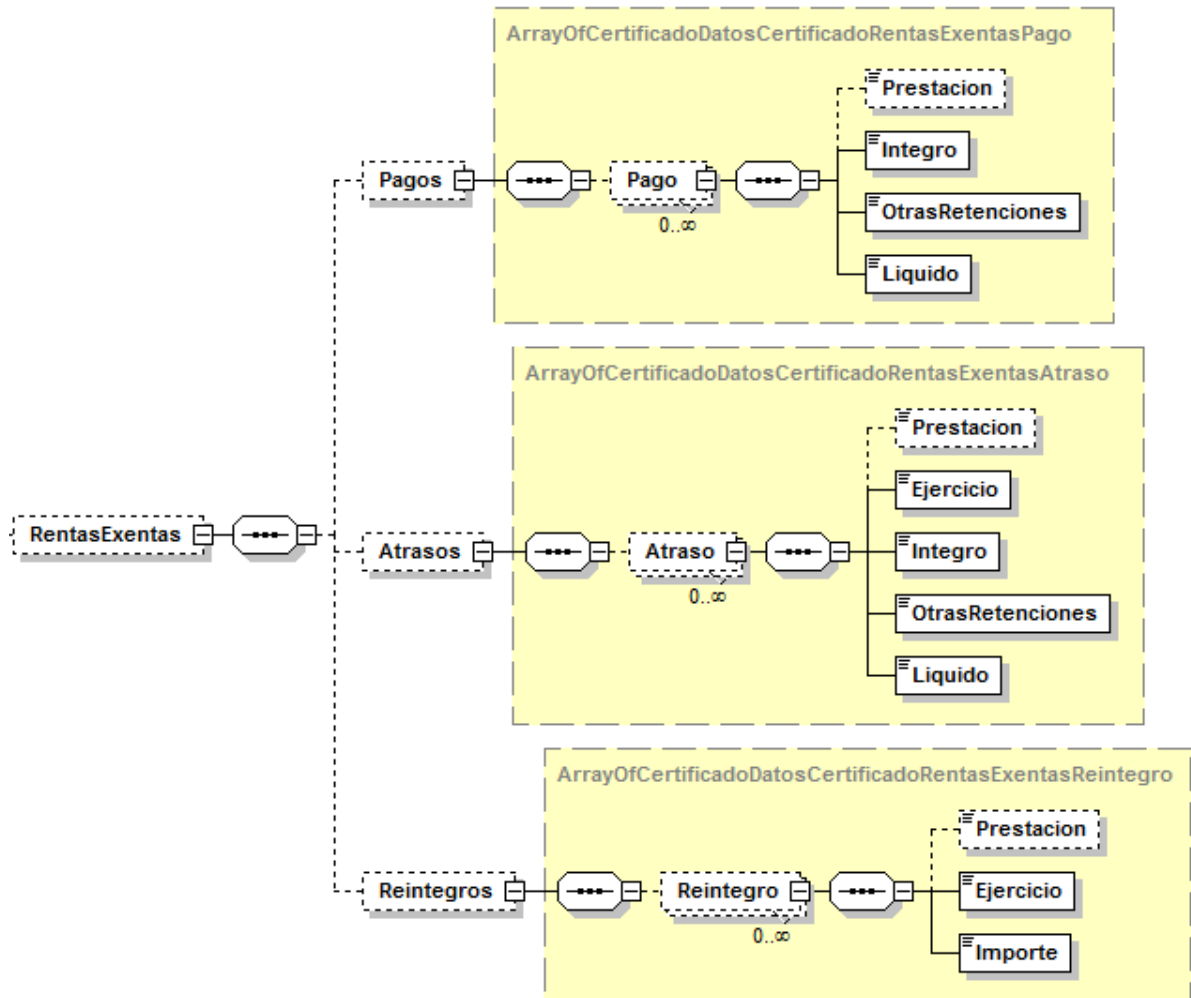 ArrayOfCertificadoDatosCertificadoRentasExentasPago
Prestacion
Integro
Pagos
Pago
OtrasRetenciones
0..∞
Liquido
ArrayOfCertificadoDatosCertificadoRentasExentasAtraso
Prestacion
Ejercicio
RentasExentas
Atrasos
Atraso
Integro
0..∞
OtrasRetenciones
Liquido
ArrayOfCertificadoDatosCertificadoRentasExentasReintegro
Prestacion
Reintegros
Reintegro
Ejercicio
0..∞
Importe